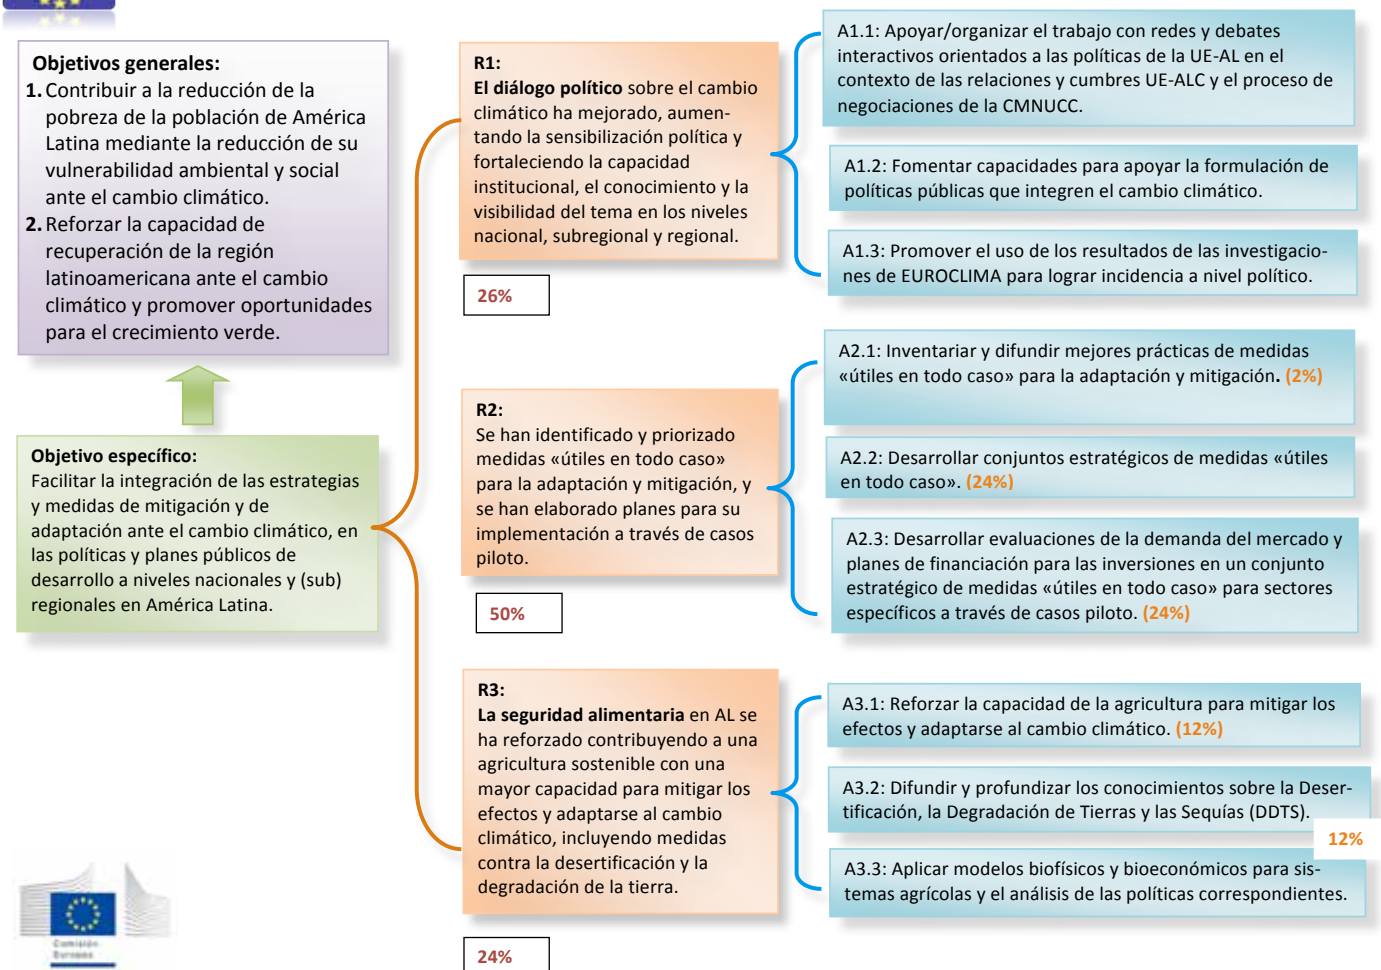 Objetivos generales:
1. Contribuir a la reducción de la
pobreza de la población de América
Latina mediante la reducción de su
vulnerabilidad ambiental y social
ante el cambio climático.
2. Reforzar la capacidad de
recuperación de la región
latinoamericana ante el cambio
climático y promover oportunidades
para el crecimiento verde.
Objetivo específico:
Facilitar la integración de las estrategias
y medidas de mitigación y de
adaptación ante el cambio climático, en
las políticas y planes públicos de
desarrollo a niveles nacionales y (sub)
regionales en América Latina.
R1:
El diálogo político sobre el cambio
climático ha mejorado, aumen-
tando la sensibilización política y
fortaleciendo la capacidad
institucional, el conocimiento y la
visibilidad del tema en los niveles
nacional, subregional y regional.
26%
A1.1: Apoyar/organizar el trabajo con redes y debates
interactivos orientados a las políticas de la UE-AL en el
contexto de las relaciones y cumbres UE-ALC y el proceso de
negociaciones de la CMNUCC.
A1.2: Fomentar capacidades para apoyar la formulación de
políticas públicas que integren el cambio climático.
A1.3: Promover el uso de los resultados de las investigacio-
nes de EUROCLIMA para lograr incidencia a nivel político.
R2:
Se han identificado y priorizado
medidas «útiles en todo caso»
para la adaptación y mitigación, y
se han elaborado planes para su
implementación a través de casos
piloto.
50%
A2.1: Inventariar y difundir mejores prácticas de medidas
«útiles en todo caso» para la adaptación y mitigación. (2%)
A2.2: Desarrollar conjuntos estratégicos de medidas «útiles
en todo caso». (24%)
A2.3: Desarrollar evaluaciones de la demanda del mercado y
planes de financiación para las inversiones en un conjunto
estratégico de medidas «útiles en todo caso» para sectores
específicos a través de casos piloto. (24%)
R3:
La seguridad alimentaria en AL se
ha reforzado contribuyendo a una
agricultura sostenible con una
mayor capacidad para mitigar los
efectos y adaptarse al cambio
climático, incluyendo medidas
contra la desertificación y la
degradación de la tierra.
24%
A3.1: Reforzar la capacidad de la agricultura para mitigar los
efectos y adaptarse al cambio climático. (12%)
A3.2: Difundir y profundizar los conocimientos sobre la Deser-
tificación, la Degradación de Tierras y las Sequías (DDTS).
12%
A3.3: Aplicar modelos biofísicos y bioeconómicos para sis-
temas agrícolas y el análisis de las políticas correspondientes.
Comisión
Europea